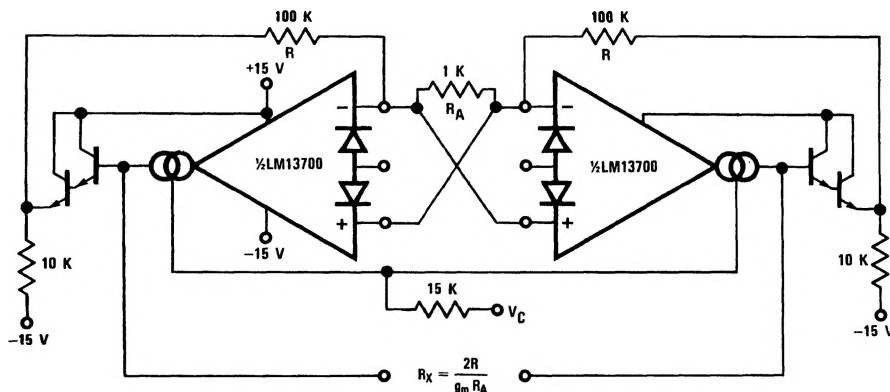 100 K
R
100 K
R
+15 V
1 K
R_A
−
−
½LM13700
½LM13700
+
+
−15 V
10 K
−15 V
15 K
V_C
10 K
−15 V
R_X = 2R / g_m R_A